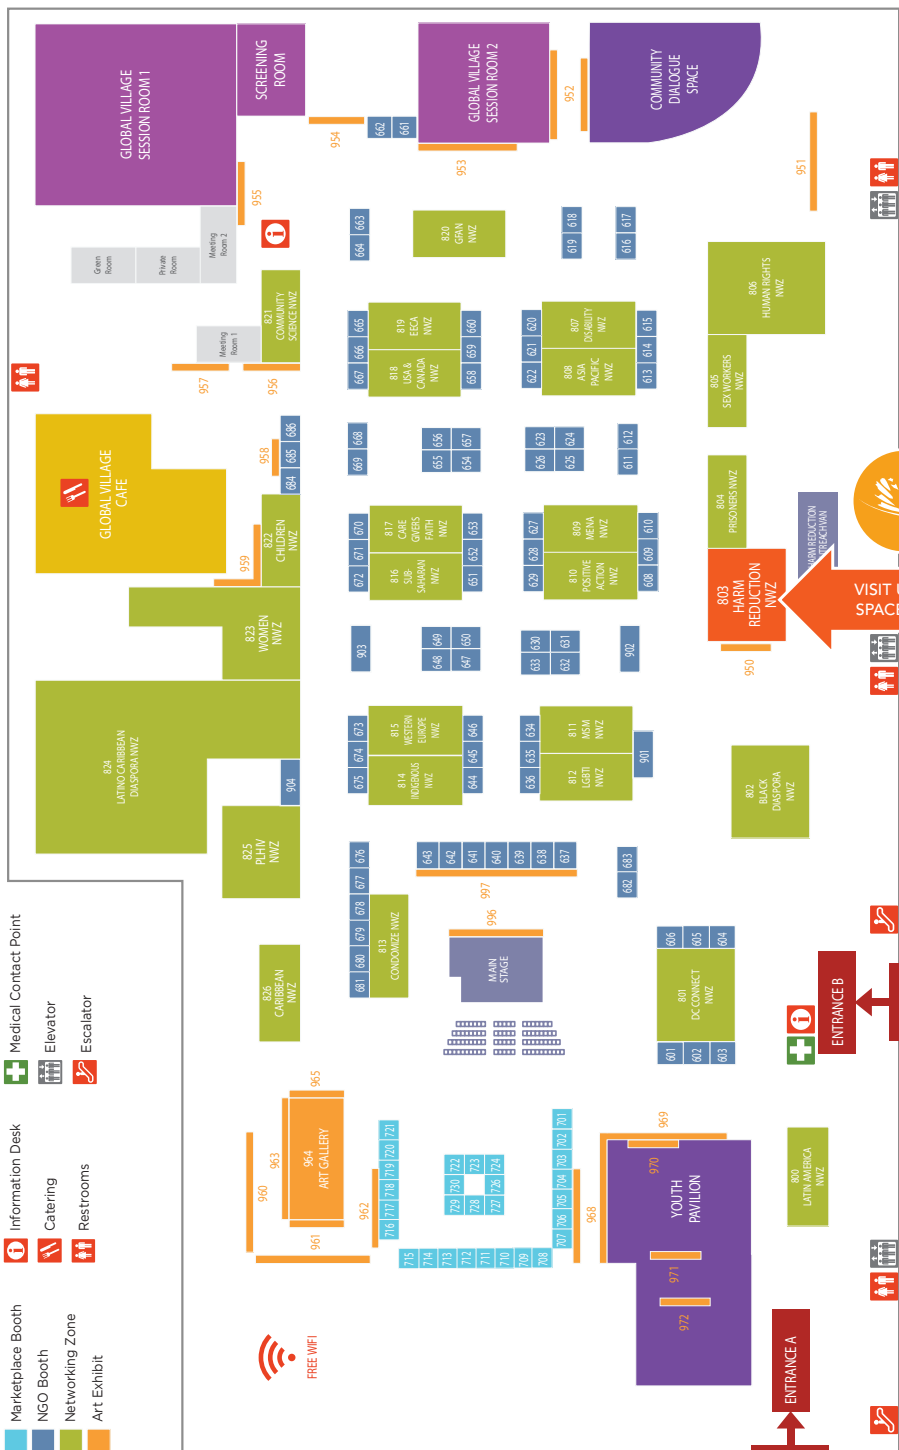 Marketplace Booth
NGO Booth
Networking Zone
Art Exhibit
Information Desk
Catering
Restrooms
Medical Contact Point
Elevator
Escalator
GLOBAL VILLAGE
SESSION ROOM 1
SCREENING
ROOM
GLOBAL VILLAGE
SESSION ROOM 2
COMMUNITY
DIALOGUE
SPACE
952
954
662
661
953
951
955
Meeting
Room 2
Private
Room
Green
Room
Meeting
Room 1
821
COMMUNITY
SCIENCE NWZ
957
956
663
664
820
GFAN
NWZ
618
619
617
616
806
HUMAN RIGHTS
NWZ
665
666
667
819
EECA
NWZ
818
USA &
CANADA
NWZ
660
659
658
620
621
622
807
DISABILITY
NWZ
808
ASIA
PACIFIC
NWZ
615
614
613
805
SEX WORKERS
NWZ
GLOBAL VILLAGE
CAFE
958
686
685
684
668
669
656
657
655
654
623
624
626
625
612
611
804
PRISONERS NWZ
959
822
CHILDREN
NWZ
670
671
672
817
CARE
GIVERS
FAITH
NWZ
816
SUB-
SAHARAN
NWZ
653
652
651
627
628
629
809
MENA
NWZ
810
POSITIVE
ACTION
NWZ
610
609
608
803
HARM
REDUCTION
NWZ
HARM REDUCTION
VISIT
SPACE
823
WOMEN
NWZ
903
649
650
648
647
630
631
633
632
902
950
824
LATINO CARIBBEAN
DIASPORA NWZ
904
673
674
675
815
WESTERN
EUROPE
NWZ
814
INDIGENOUS
NWZ
646
645
644
634
635
636
811
MSM
NWZ
812
LGBTI
NWZ
901
802
BLACK
DIASPORA
NWZ
825
PLHIV
NWZ
676
677
678
679
680
681
813
CONDOMIZE NWZ
643
642
641
640
639
638
637
997
996
MAIN
STAGE
683
682
826
CARIBBEAN
NWZ
606
605
604
801
DC CONNECT
NWZ
601
602
603
ENTRANCE B
960
963
965
964
ART GALLERY
961
962
721
720
719
718
717
716
715
714
713
712
711
710
709
708
722
723
724
730
726
729
728
727
701
702
703
704
705
706
707
968
969
970
YOUTH
PAVILION
971
972
800
LATIN AMERICA
NWZ
FREE WIFI
ENTRANCE A